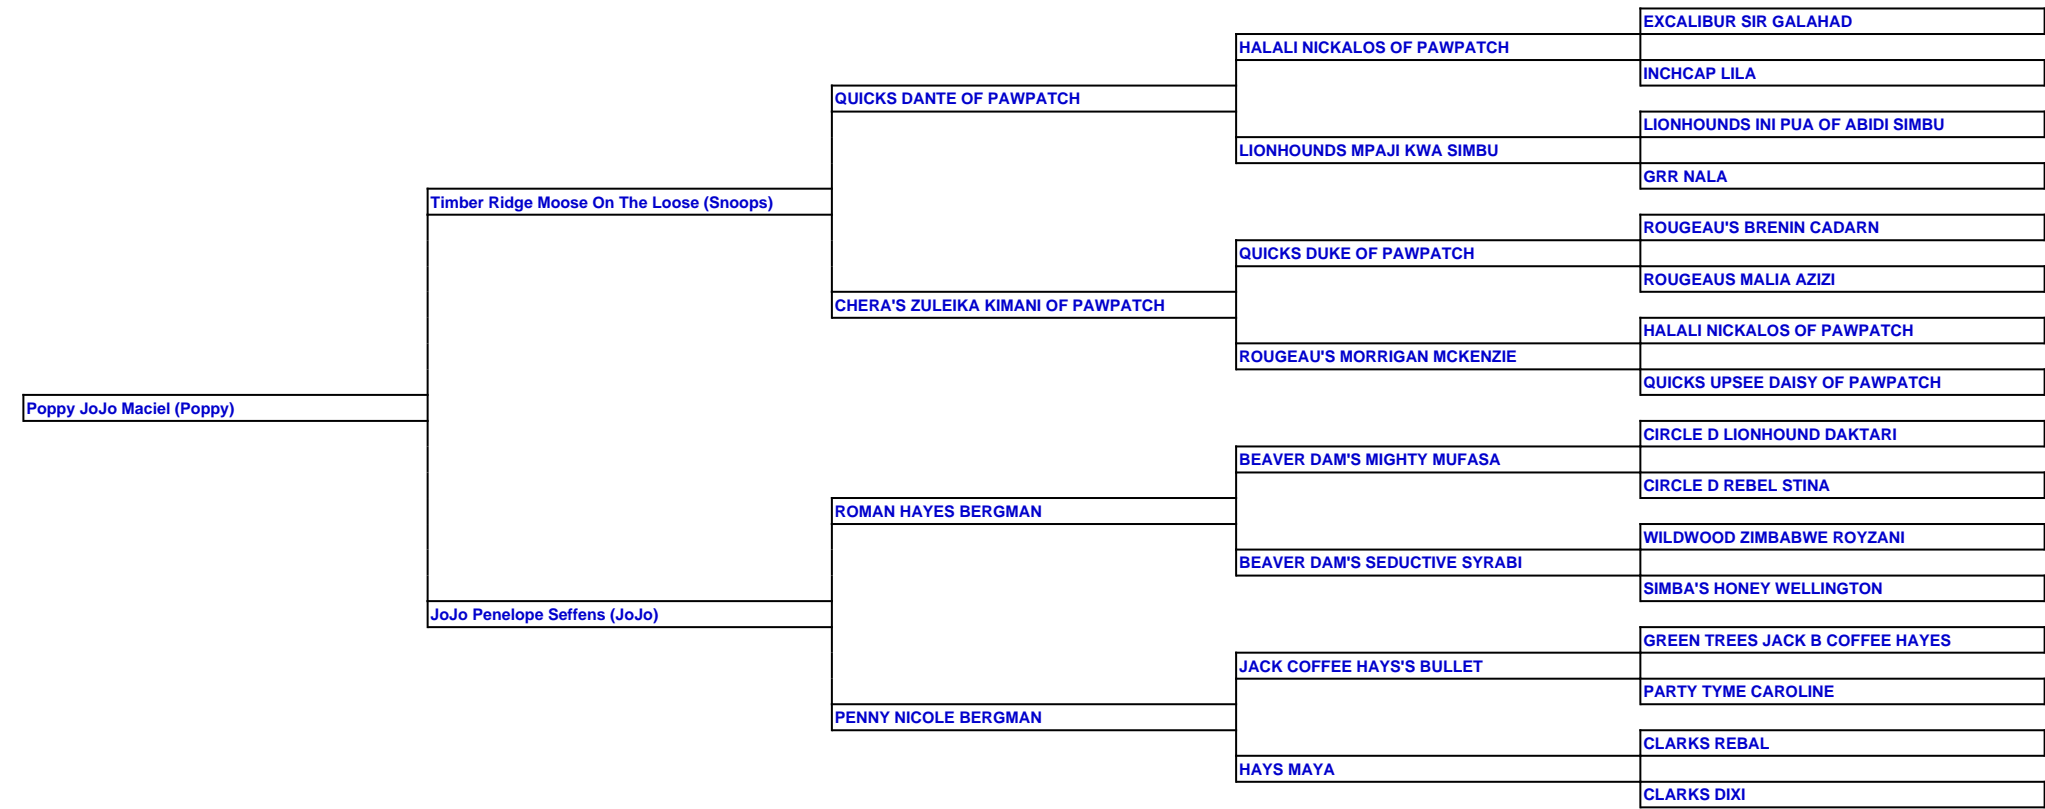 EXCALIBUR SIR GALAHAD
HALALI NICKALOS OF PAWPATCH
INCHCAP LILA
QUICKS DANTE OF PAWPATCH
LIONHOUNDS INI PUA OF ABIDI SIMBU
LIONHOUNDS MPAJI KWA SIMBU
GRR NALA
Timber Ridge Moose On The Loose (Snoops)
ROUGEAU'S BRENIN CADARN
QUICKS DUKE OF PAWPATCH
ROUGEAUS MALIA AZIZI
CHERA'S ZULEIKA KIMANI OF PAWPATCH
HALALI NICKALOS OF PAWPATCH
ROUGEAU'S MORRIGAN MCKENZIE
QUICKS UPSEE DAISY OF PAWPATCH
Poppy JoJo Maciel (Poppy)
CIRCLE D LIONHOUND DAKTARI
BEAVER DAM'S MIGHTY MUFASA
CIRCLE D REBEL STINA
ROMAN HAYES BERGMAN
WILDWOOD ZIMBABWE ROYZANI
BEAVER DAM'S SEDUCTIVE SYRABI
SIMBA'S HONEY WELLINGTON
JoJo Penelope Seffens (JoJo)
GREEN TREES JACK B COFFEE HAYES
JACK COFFEE HAYS'S BULLET
PARTY TYME CAROLINE
PENNY NICOLE BERGMAN
CLARKS REBAL
HAYS MAYA
CLARKS DIXI